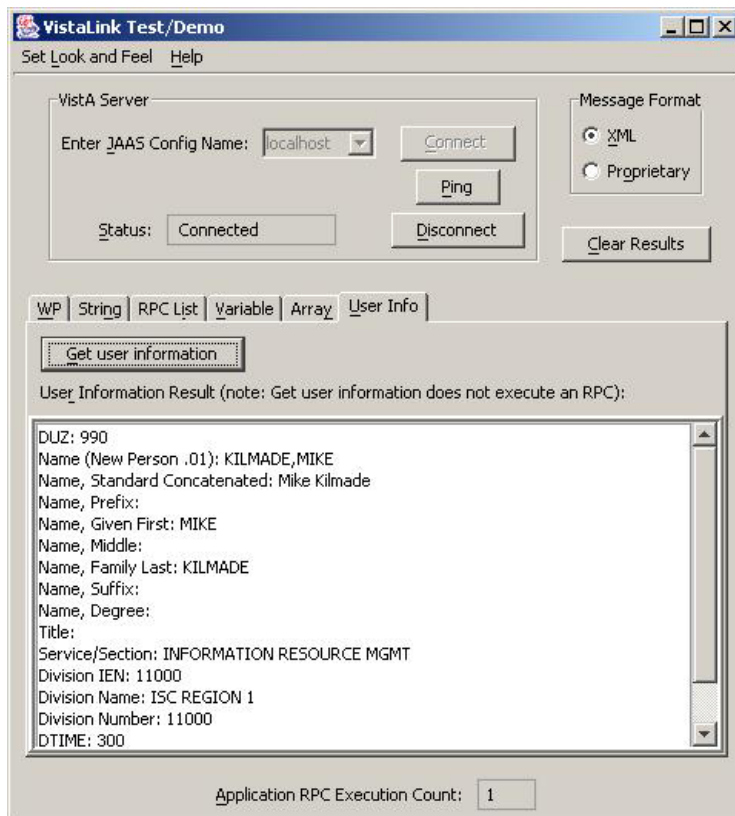 VistaLink Test/Demo
Set Look and Feel Help
VistA Server
Message Format
Enter JAAS Config Name: localhost Connect
XML
Ping
Proprietary
Status: Connected Disconnect
Clear Results
WP String RPC List Variable Array User Info
Get user information
User Information Result (note: Get user information does not execute an RPC):
DUZ: 990
Name (New Person .01): KILMADE,MIKE
Name, Standard Concatenated: Mike Kilmade
Name, Prefix:
Name, Given First: MIKE
Name, Middle:
Name, Family Last: KILMADE
Name, Suffix:
Name, Degree:
Title:
Service/Section: INFORMATION RESOURCE MGMT
Division IEN: 11000
Division Name: ISC REGION 1
Division Number: 11000
DTIME: 300
Application RPC Execution Count: 1